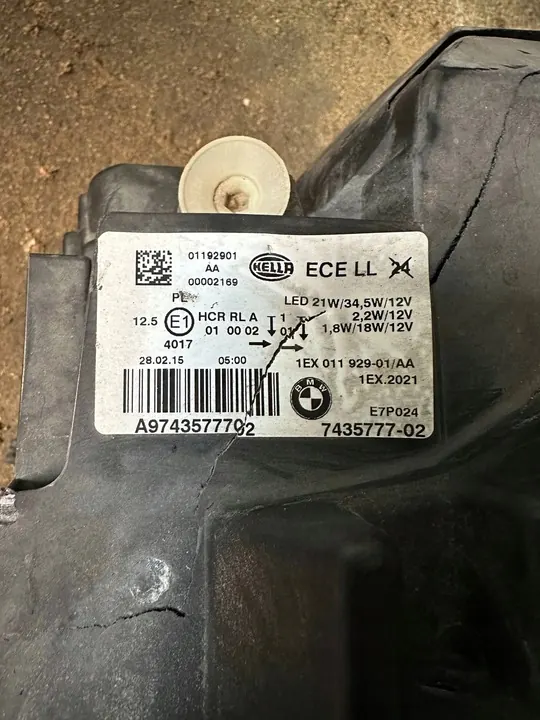 01192901
AA
00002169
HELLA
ECE LL 24
PL
LED 21W/34,5W/12V
2,2W/12V
1,8W/18W/12V
12.5 E1 HCR RL A 1
01 00 02 01
4017
28.02.15 05:00
1EX 011 929-01/AA
1EX.2021
BMW
E7P024
A9743577702
7435777-02